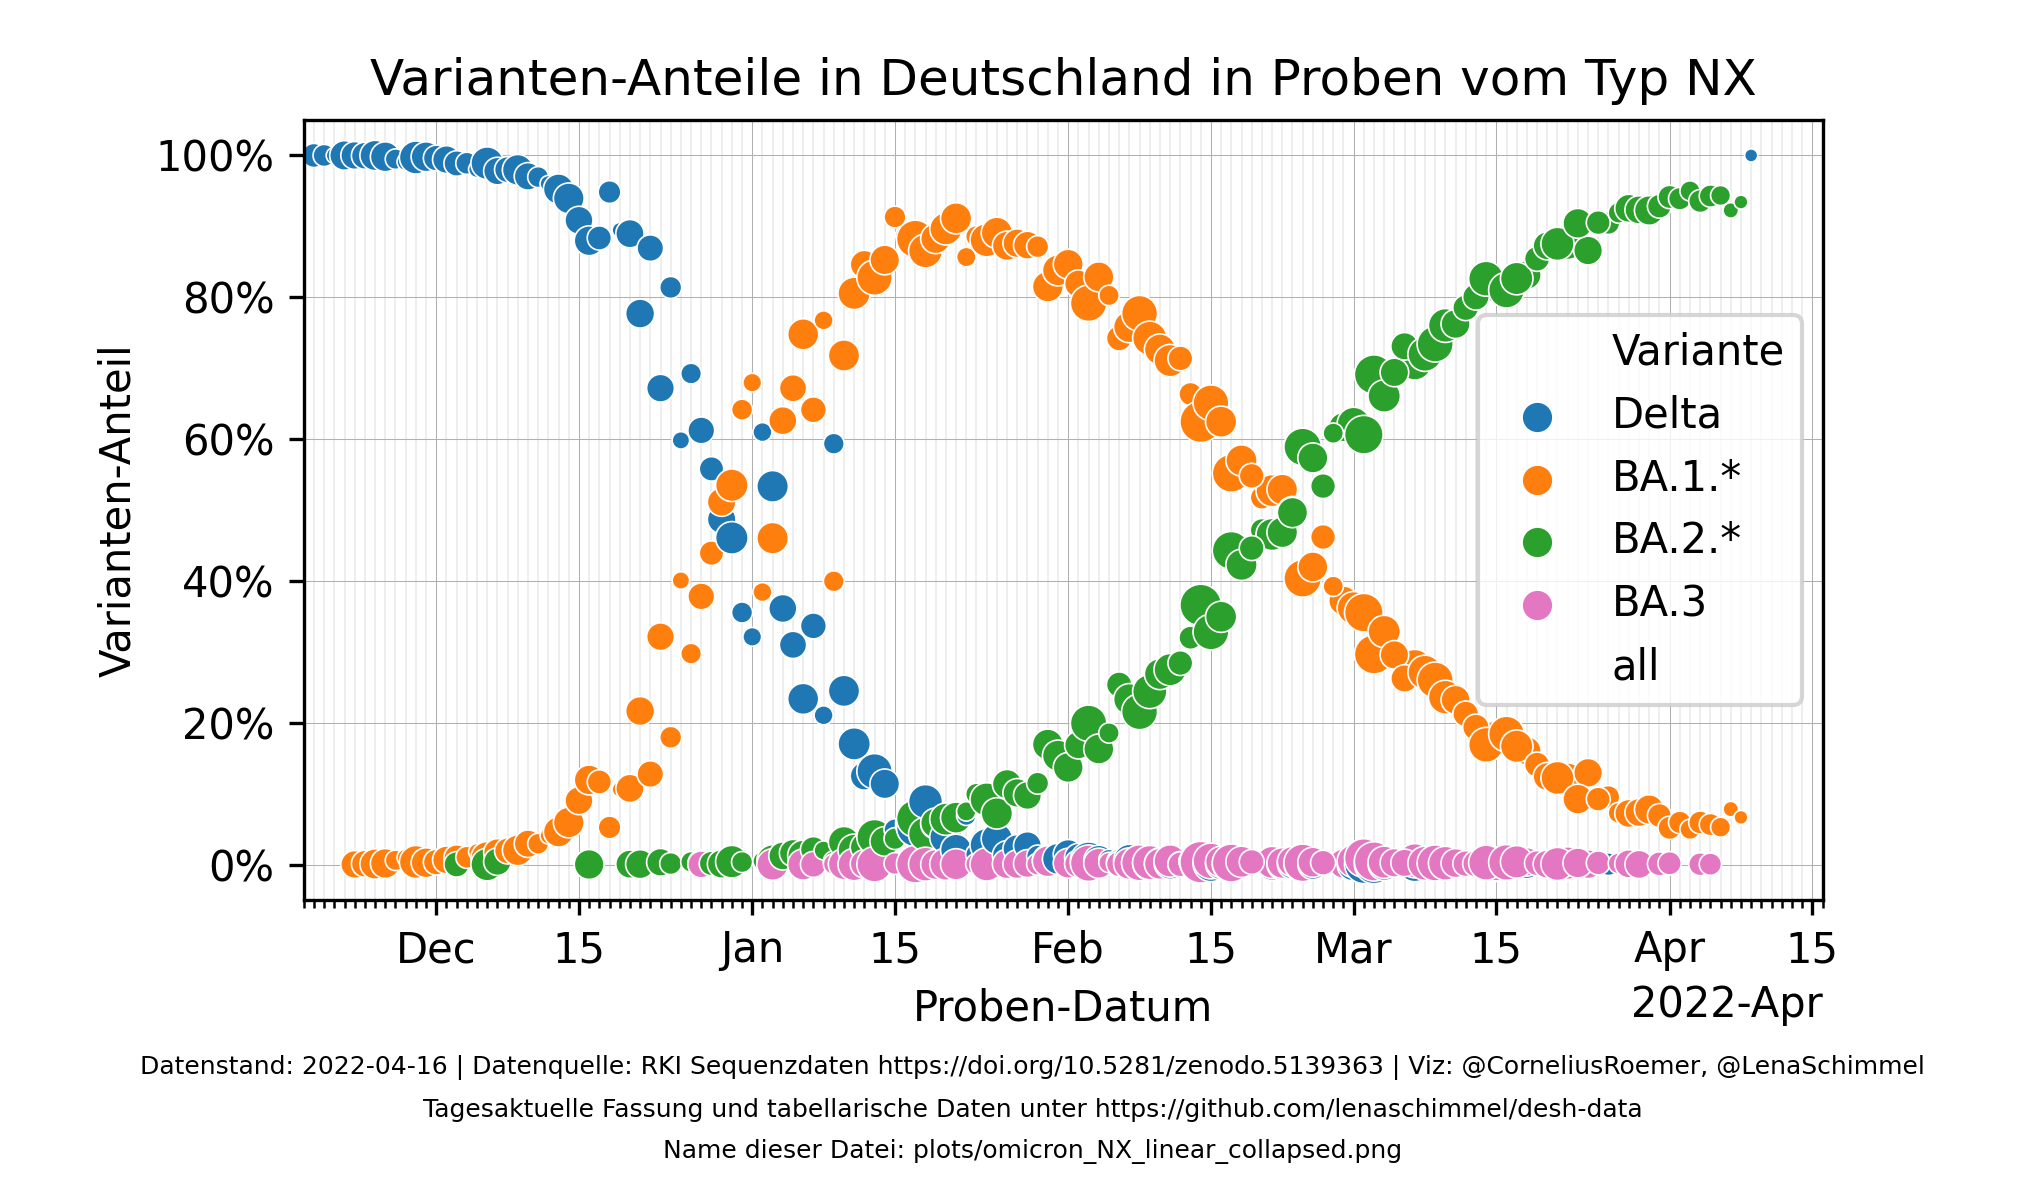 Varianten-Anteile in Deutschland in Proben vom Typ NX
Varianten-Anteil
100%
80%
60%
40%
20%
0%
Variante
Delta
BA.1.*
BA.2.*
BA.3
all
Dec 15 Jan 15 Feb 15 Mar 15 Apr 15
Proben-Datum
2022-Apr
Datenstand: 2022-04-16 | Datenquelle: RKI Sequenzdaten https://doi.org/10.5281/zenodo.5139363 | Viz: @CorneliusRoemer, @LenaSchimmel
Tagesaktuelle Fassung und tabellarische Daten unter https://github.com/lenaschimmel/desh-data
Name dieser Datei: plots/omicron_NX_linear_collapsed.png